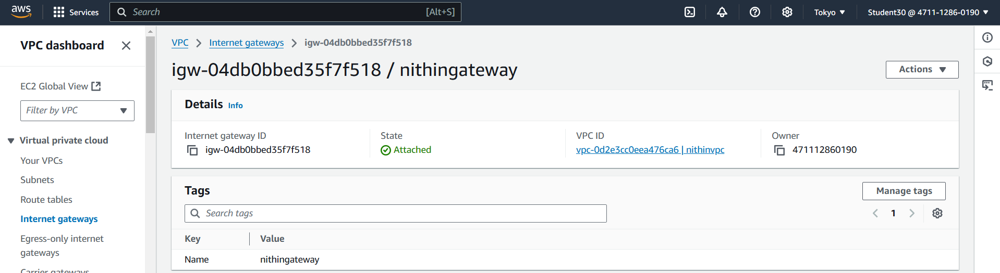 aws Services Search [Alt+S] Tokyo Student30 @ 4711-1286-0190
VPC dashboard
EC2 Global View
Filter by VPC
Virtual private cloud
Your VPCs
Subnets
Route tables
Internet gateways
Egress-only internet
gateways
Carrier gateways
VPC > Internet gateways > igw-04db0bbed35f7f518
igw-04db0bbed35f7f518 / nithingateway
Actions
Details Info
Internet gateway ID
igw-04db0bbed35f7f518
State
Attached
VPC ID
vpc-0d2e3cc0eea476ca6 | nithinvpc
Owner
471112860190
Tags
Manage tags
Search tags
1
Key Value
Name nithingateway